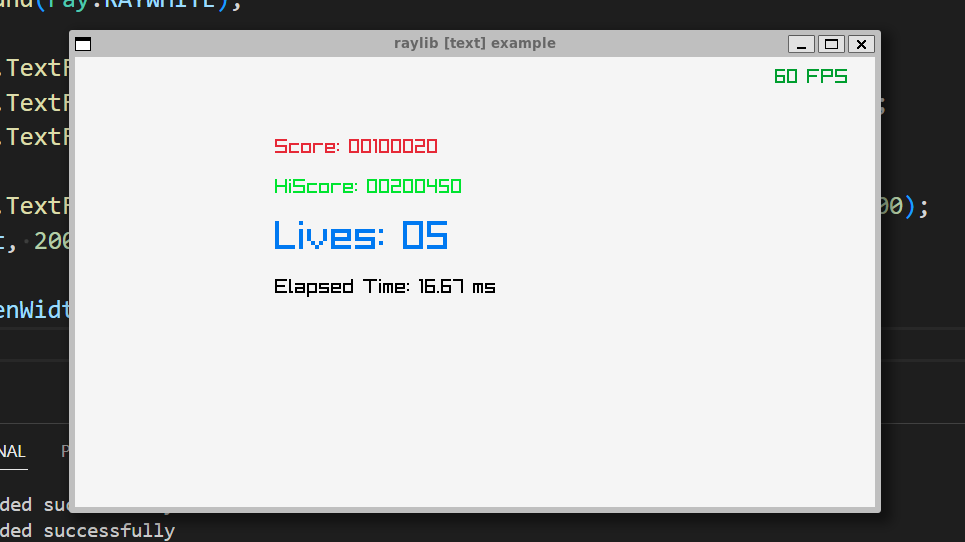 und(Ray.RAYWHITE);
raylib [text] example
60 FPS
.TextF
.TextF ;
.TextF
Score: 00100020
HiScore: 00200450
.TextF 00);
t, 200
Lives: 05
Elapsed Time: 16.67 ms
enWidt
NAL P
ded suc
ded successfully